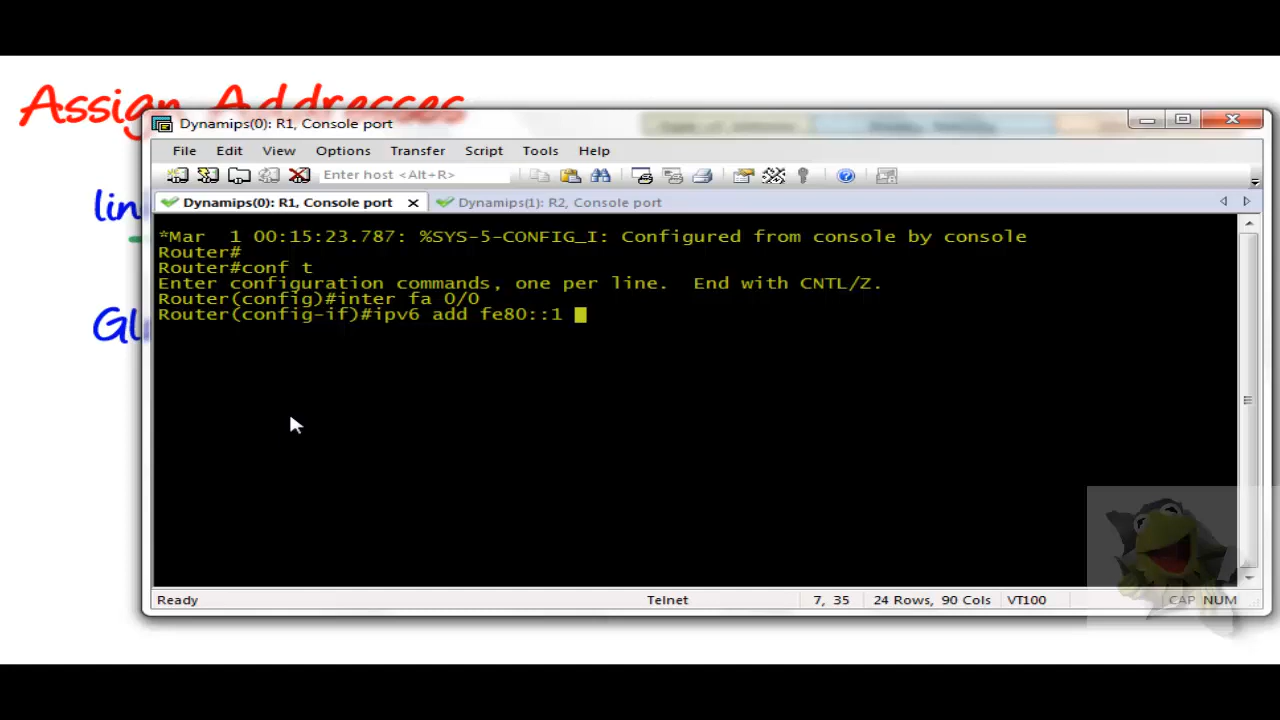 Assign Addresses
Dynamips(0): R1, Console port
File Edit View Options Transfer Script Tools Help
Enter host <Alt+R>
Dynamips(0): R1, Console port Dynamips(1): R2, Console port
lin
*Mar 1 00:15:23.787: %SYS-5-CONFIG_I: Configured from console by console
Router#
Router#conf t
Enter configuration commands, one per line. End with CNTL/Z.
Router(config)#inter fa 0/0
Router(config-if)#ipv6 add fe80::1
Gl
Ready Telnet 7, 35 24 Rows, 90 Cols VT100 CAP NUM